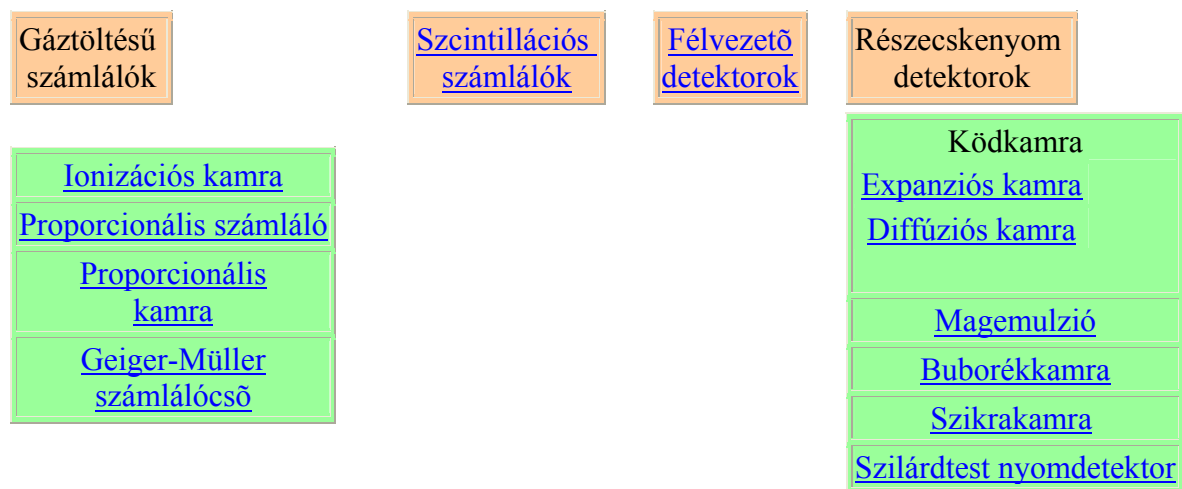 Gáztöltésű
számlálók
Szcintillációs
számlálók
Félvezetõ
detektorok
Részecskenyom
detektorok
Ionizációs kamra
Proporcionális számláló
Proporcionális
kamra
Geiger-Müller
számlálócsõ
Ködkamra
Expanziós kamra
Diffúziós kamra
Magemulzió
Buborékkamra
Szikrakamra
Szilárdtest nyomdetektor